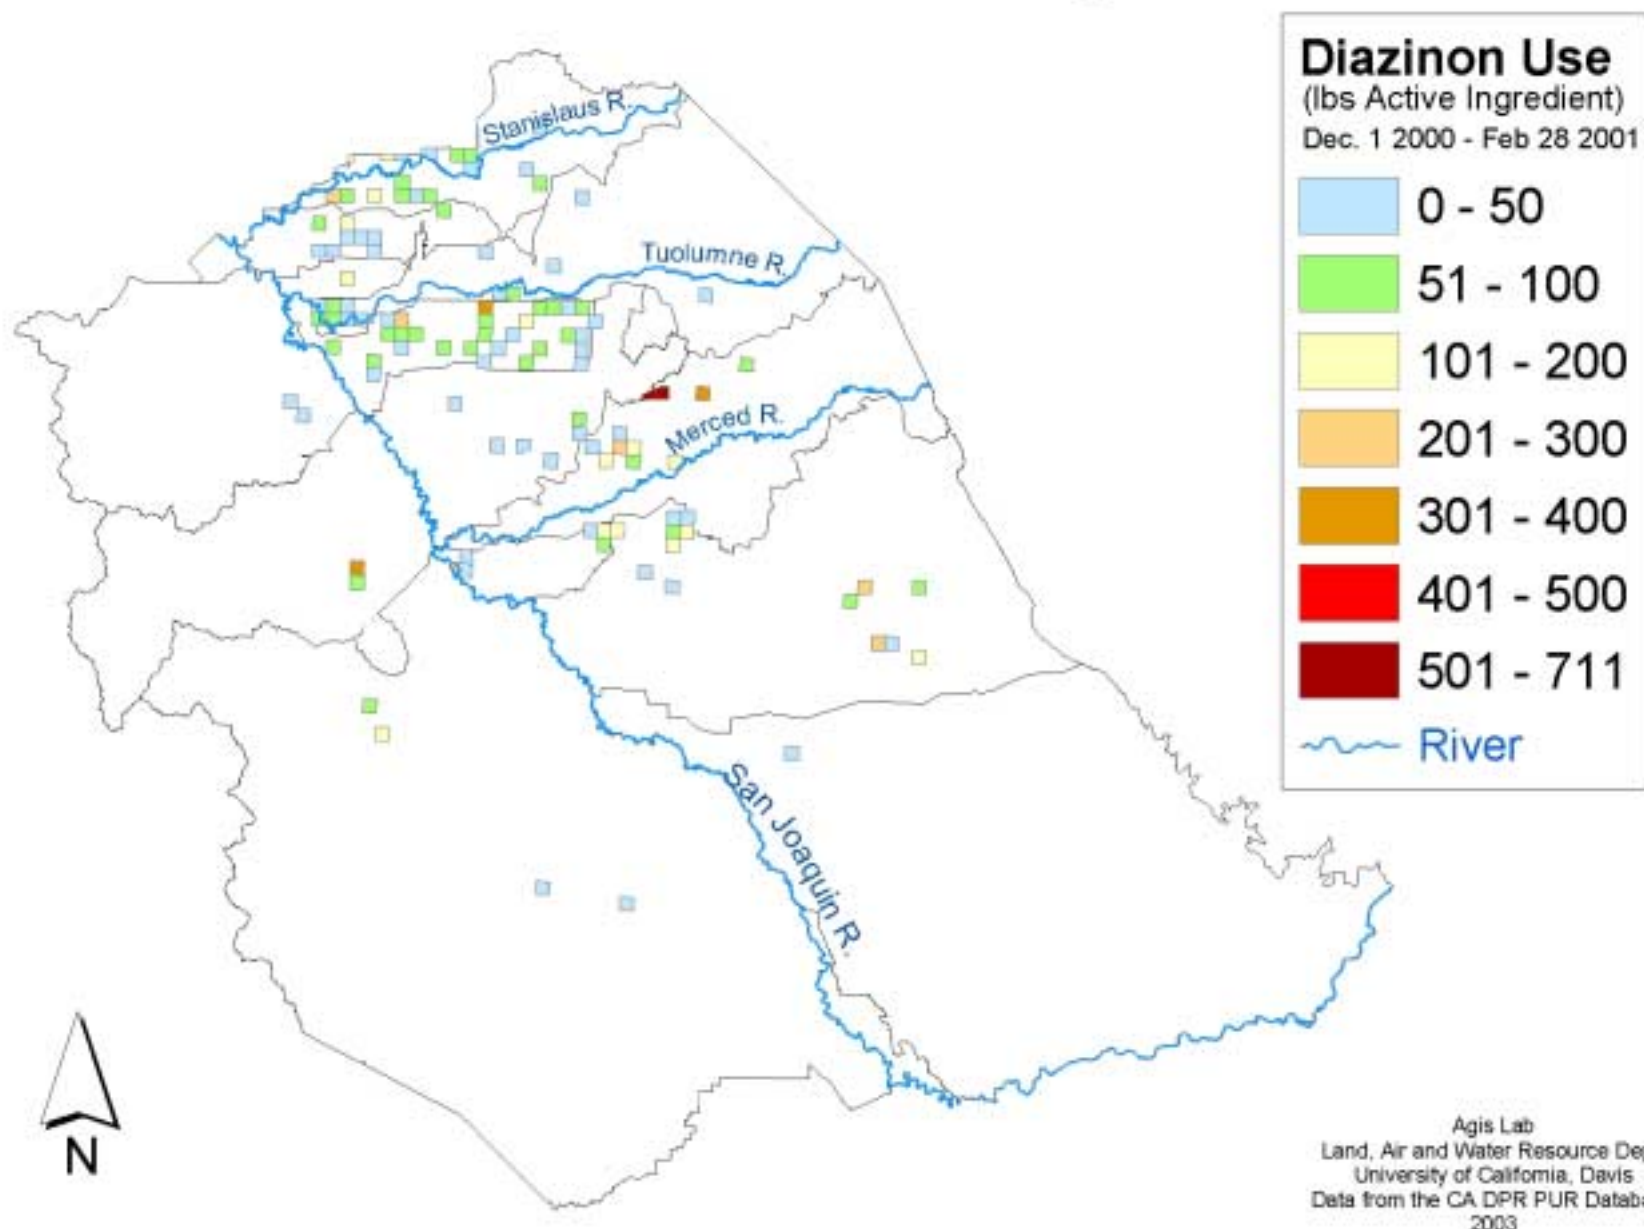 Stanislaus R.
Tuolumne R.
Merced R.
San Joaquin R.
N
Diazinon Use
(lbs Active Ingredient)
Dec. 1 2000 - Feb 28 2001
0 - 50
51 - 100
101 - 200
201 - 300
301 - 400
401 - 500
501 - 711
River
Agis Lab
Land, Air and Water Resource
University of California, Davis
Data from the CA DPR PUR
2003